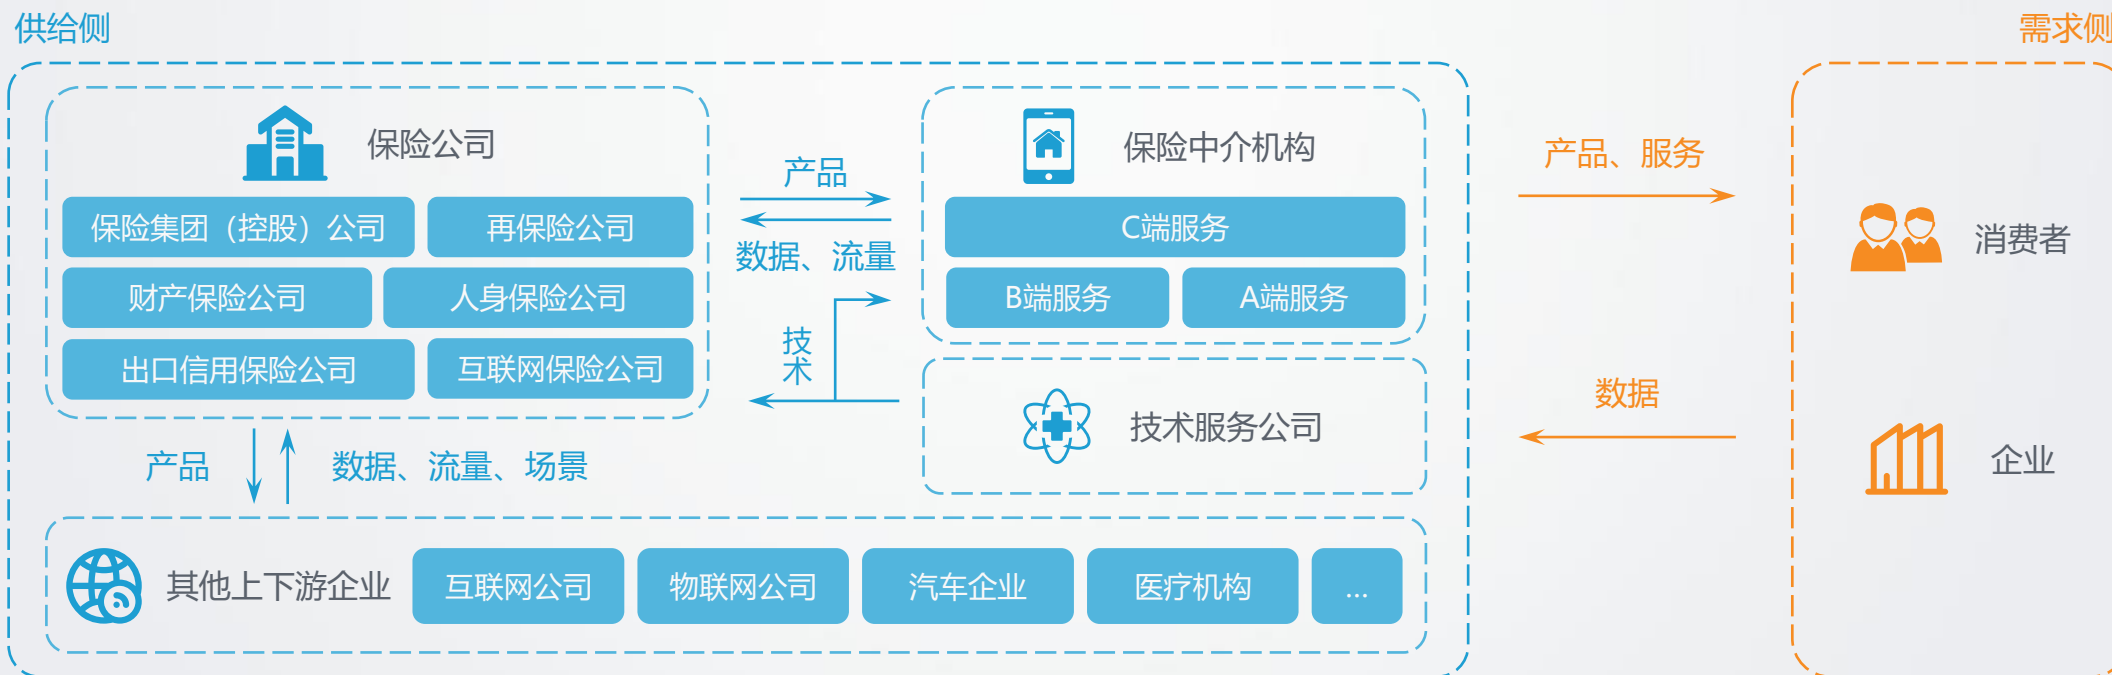 供给侧
需求侧
保险公司
保险集团（控股）公司
再保险公司
财产保险公司
人身保险公司
出口信用保险公司
互联网保险公司
产品
数据、流量
技术
保险中介机构
C端服务
B端服务
A端服务
技术服务公司
产品
数据、流量、场景
其他上下游企业
互联网公司
物联网公司
汽车企业
医疗机构
...
产品、服务
数据
消费者
企业